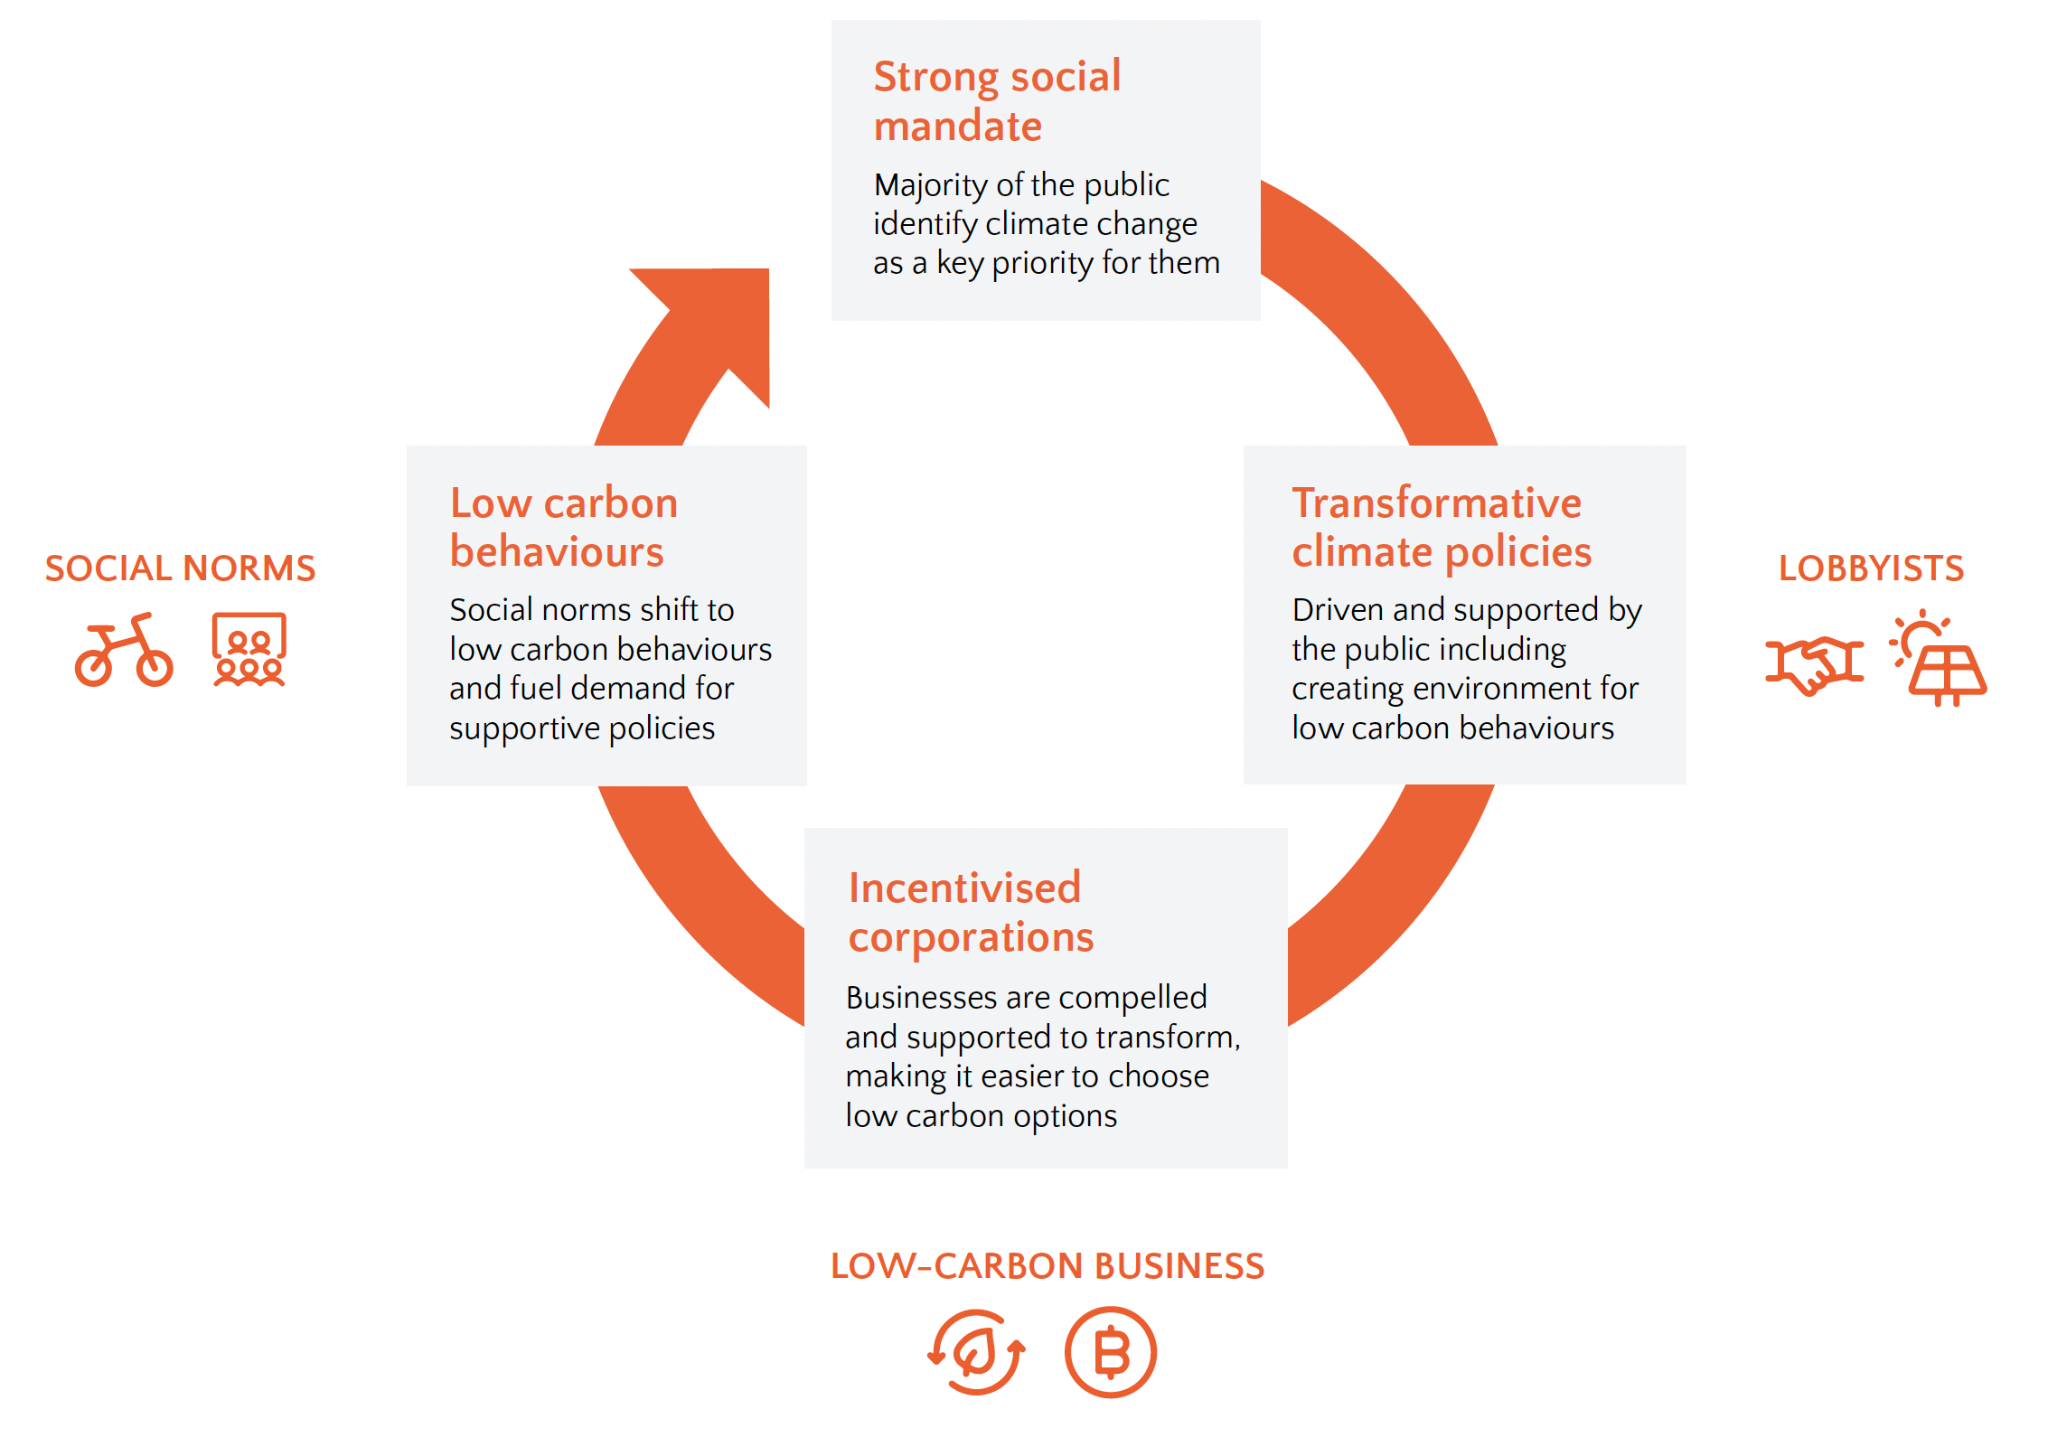 Strong social
mandate
Majority of the public
identify climate change
as a key priority for them
Transformative
climate policies
Driven and supported by
the public including
creating environment for
low carbon behaviours
LOBBYISTS
Incentivised
corporations
Businesses are compelled
and supported to transform,
making it easier to choose
low carbon options
LOW-CARBON BUSINESS
Low carbon
behaviours
Social norms shift to
low carbon behaviours
and fuel demand for
supportive policies
SOCIAL NORMS